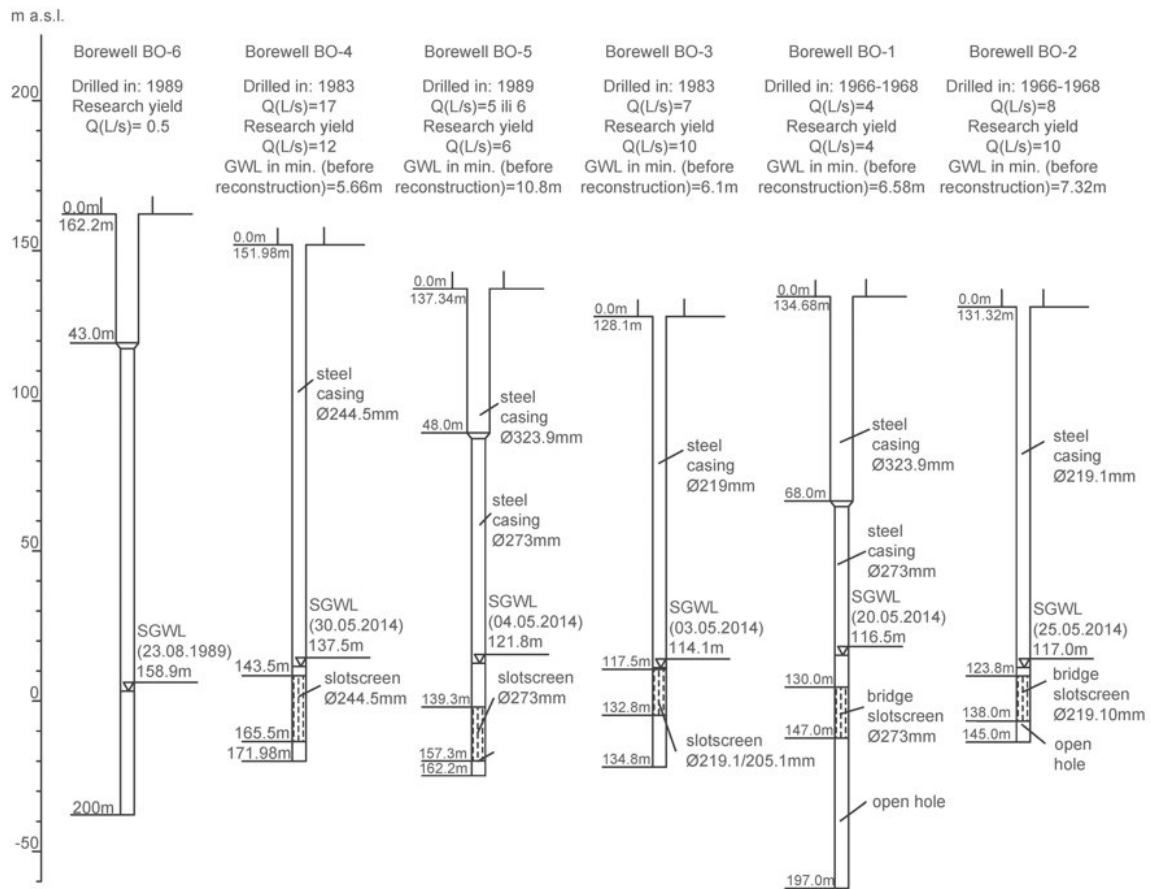 m a.s.l.
200
150
100
50
0
-50
Borewell BO-6
Drilled in: 1989
Research yield
Q(L/s)= 0.5
0.0m
162.2m
43.0m
SGWL
(23.08.1989)
158.9m
200m
Borewell BO-4
Drilled in: 1983
Q(L/s)=17
Research yield
Q(L/s)=12
GWL in min. (before
reconstruction)=5.66m
0.0m
151.98m
steel
casing
Ø244.5mm
SGWL
(30.05.2014)
137.5m
143.5m
slotscreen
Ø244.5mm
165.5m
171.98m
Borewell BO-5
Drilled in: 1989
Q(L/s)=5 ili 6
Research yield
Q(L/s)=6
GWL in min. (before
reconstruction)=10.8m
0.0m
137.34m
steel
casing
Ø323.9mm
48.0m
steel
casing
Ø273mm
SGWL
(04.05.2014)
121.8m
139.3m
slotscreen
Ø273mm
157.3m
162.2m
Borewell BO-3
Drilled in: 1983
Q(L/s)=7
Research yield
Q(L/s)=10
GWL in min. (before
reconstruction)=6.1m
0.0m
128.1m
steel
casing
Ø219mm
SGWL
(03.05.2014)
114.1m
117.5m
132.8m
slotscreen
Ø219.1/205.1mm
134.8m
Borewell BO-1
Drilled in: 1966-1968
Q(L/s)=4
Research yield
Q(L/s)=4
GWL in min. (before
reconstruction)=6.58m
0.0m
134.68m
steel
casing
Ø323.9mm
68.0m
steel
casing
Ø273mm
SGWL
(20.05.2014)
116.5m
130.0m
bridge
slotscreen
Ø273mm
147.0m
open hole
197.0m
Borewell BO-2
Drilled in: 1966-1968
Q(L/s)=8
Research yield
Q(L/s)=10
GWL in min. (before
reconstruction)=7.32m
0.0m
131.32m
steel
casing
Ø219.1mm
SGWL
(25.05.2014)
117.0m
123.8m
bridge
slotscreen
Ø219.10mm
138.0m
145.0m
open
hole